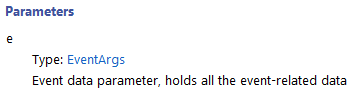 Parameters
e
Type: EventArgs
Event data parameter, holds all the event-related data